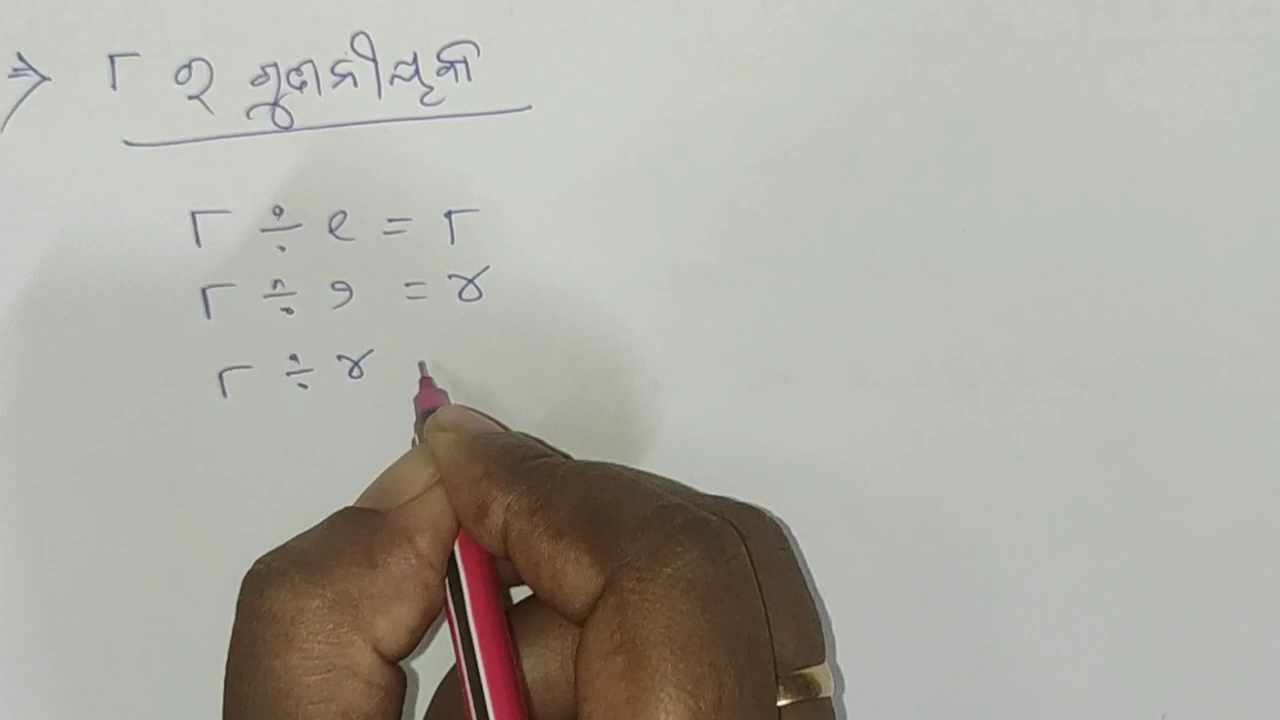 ⇒ ୮ ର ଗୁଣନୀୟକ
୮ ÷ ୧ = ୮
୮ ÷ ୨ = ୪
୮ ÷ ୪